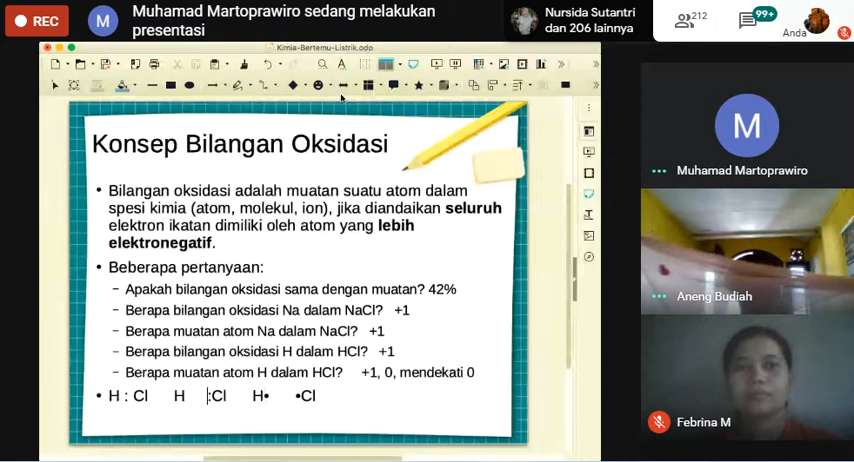 REC
M
Muhamad Martoprawiro sedang melakukan
presentasi
Nursida Sutantri
dan 206 lainnya
212
99+
Anda
Kimia-Bertemu-Listrik.odp
Konsep Bilangan Oksidasi
• Bilangan oksidasi adalah muatan suatu atom dalam
spesi kimia (atom, molekul, ion), jika diandaikan seluruh
elektron ikatan dimiliki oleh atom yang lebih
elektronegatif.
• Beberapa pertanyaan:
– Apakah bilangan oksidasi sama dengan muatan? 42%
– Berapa bilangan oksidasi Na dalam NaCl? +1
– Berapa muatan atom Na dalam NaCl? +1
– Berapa bilangan oksidasi H dalam HCl? +1
– Berapa muatan atom H dalam HCl? +1, 0, mendekati 0
• H : Cl H :Cl H• •Cl
M
Muhamad Martoprawiro
Aneng Budiah
Febrina M